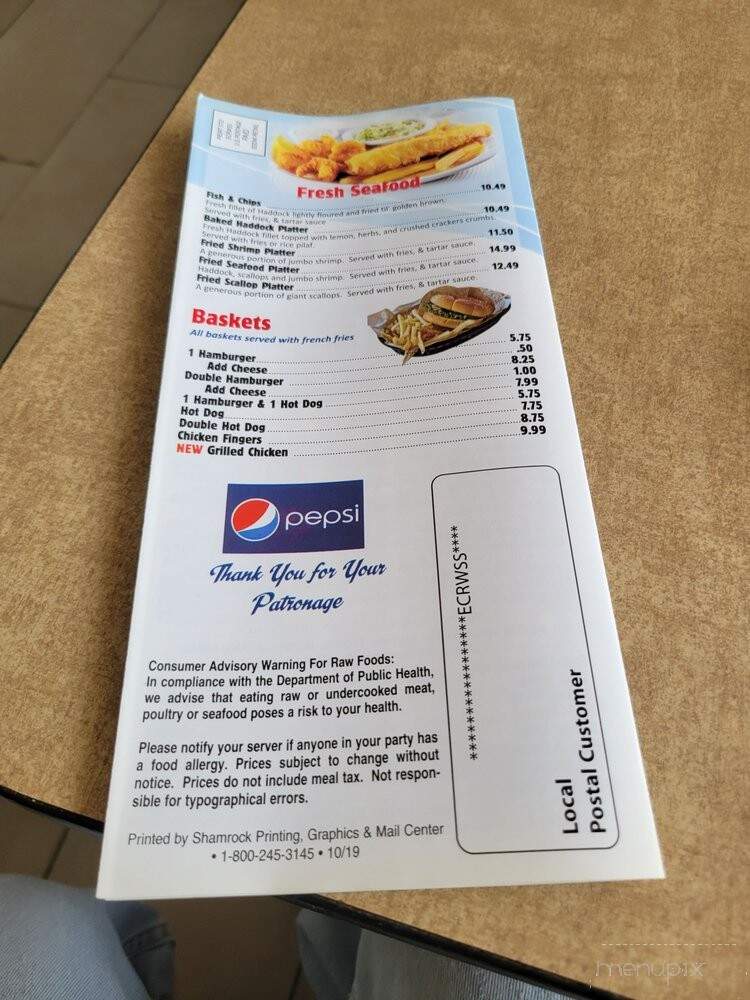 U.S. POSTAGE
PAID
Fresh Seafood
Fish & Chips 10.49
Fresh fillet of Haddock lightly floured and fried til' golden brown.
Served with fries, & tartar sauce
Baked Haddock Platter 10.49
Fresh Haddock fillet topped with lemon, herbs, and crushed crackers crumbs.
Served with fries or rice pilaf.
Fried Shrimp Platter 11.50
A generous portion of jumbo shrimp. Served with fries, & tartar sauce.
Fried Seafood Platter 14.99
Haddock, scallops and jumbo shrimp. Served with fries, & tartar sauce.
Fried Scallop Platter 12.49
A generous portion of giant scallops. Served with fries, & tartar sauce.
Baskets
All baskets served with french fries
1 Hamburger 5.75
Add Cheese .50
Double Hamburger 8.25
Add Cheese 1.00
1 Hamburger & 1 Hot Dog 7.99
Hot Dog 5.75
Double Hot Dog 7.75
Chicken Fingers 8.75
NEW Grilled Chicken 9.99
pepsi
Thank You for Your
Patronage
Consumer Advisory Warning For Raw Foods:
In compliance with the Department of Public Health,
we advise that eating raw or undercooked meat,
poultry or seafood poses a risk to your health.
Please notify your server if anyone in your party has
a food allergy. Prices subject to change without
notice. Prices do not include meal tax. Not respon-
sible for typographical errors.
Printed by Shamrock Printing, Graphics & Mail Center
• 1-800-245-3145 • 10/19
******************ECRWSS****
Local
Postal Customer
menupix